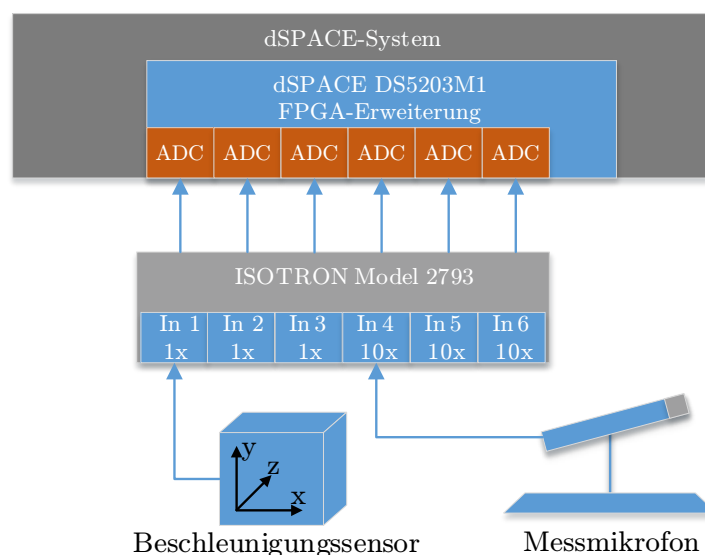 dSPACE-System
dSPACE DS5203M1
FPGA-Erweiterung
ADC ADC ADC ADC ADC ADC
ISOTRON Model 2793
In 1 In 2 In 3 In 4 In 5 In 6
1x 1x 1x 10x 10x 10x
y
z
x
Beschleunigungssensor Messmikrofon